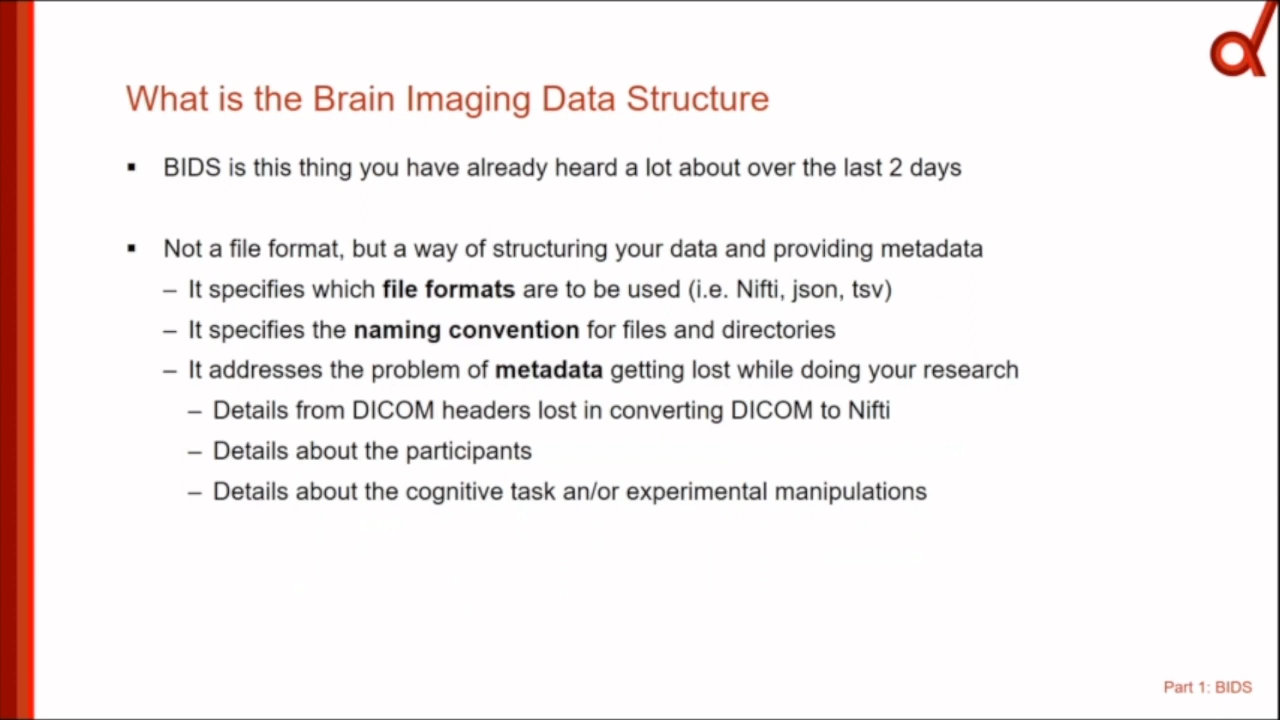 What is the Brain Imaging Data Structure
▪ BIDS is this thing you have already heard a lot about over the last 2 days
▪ Not a file format, but a way of structuring your data and providing metadata
– It specifies which file formats are to be used (i.e. Nifti, json, tsv)
– It specifies the naming convention for files and directories
– It addresses the problem of metadata getting lost while doing your research
– Details from DICOM headers lost in converting DICOM to Nifti
– Details about the participants
– Details about the cognitive task an/or experimental manipulations
Part 1: BIDS